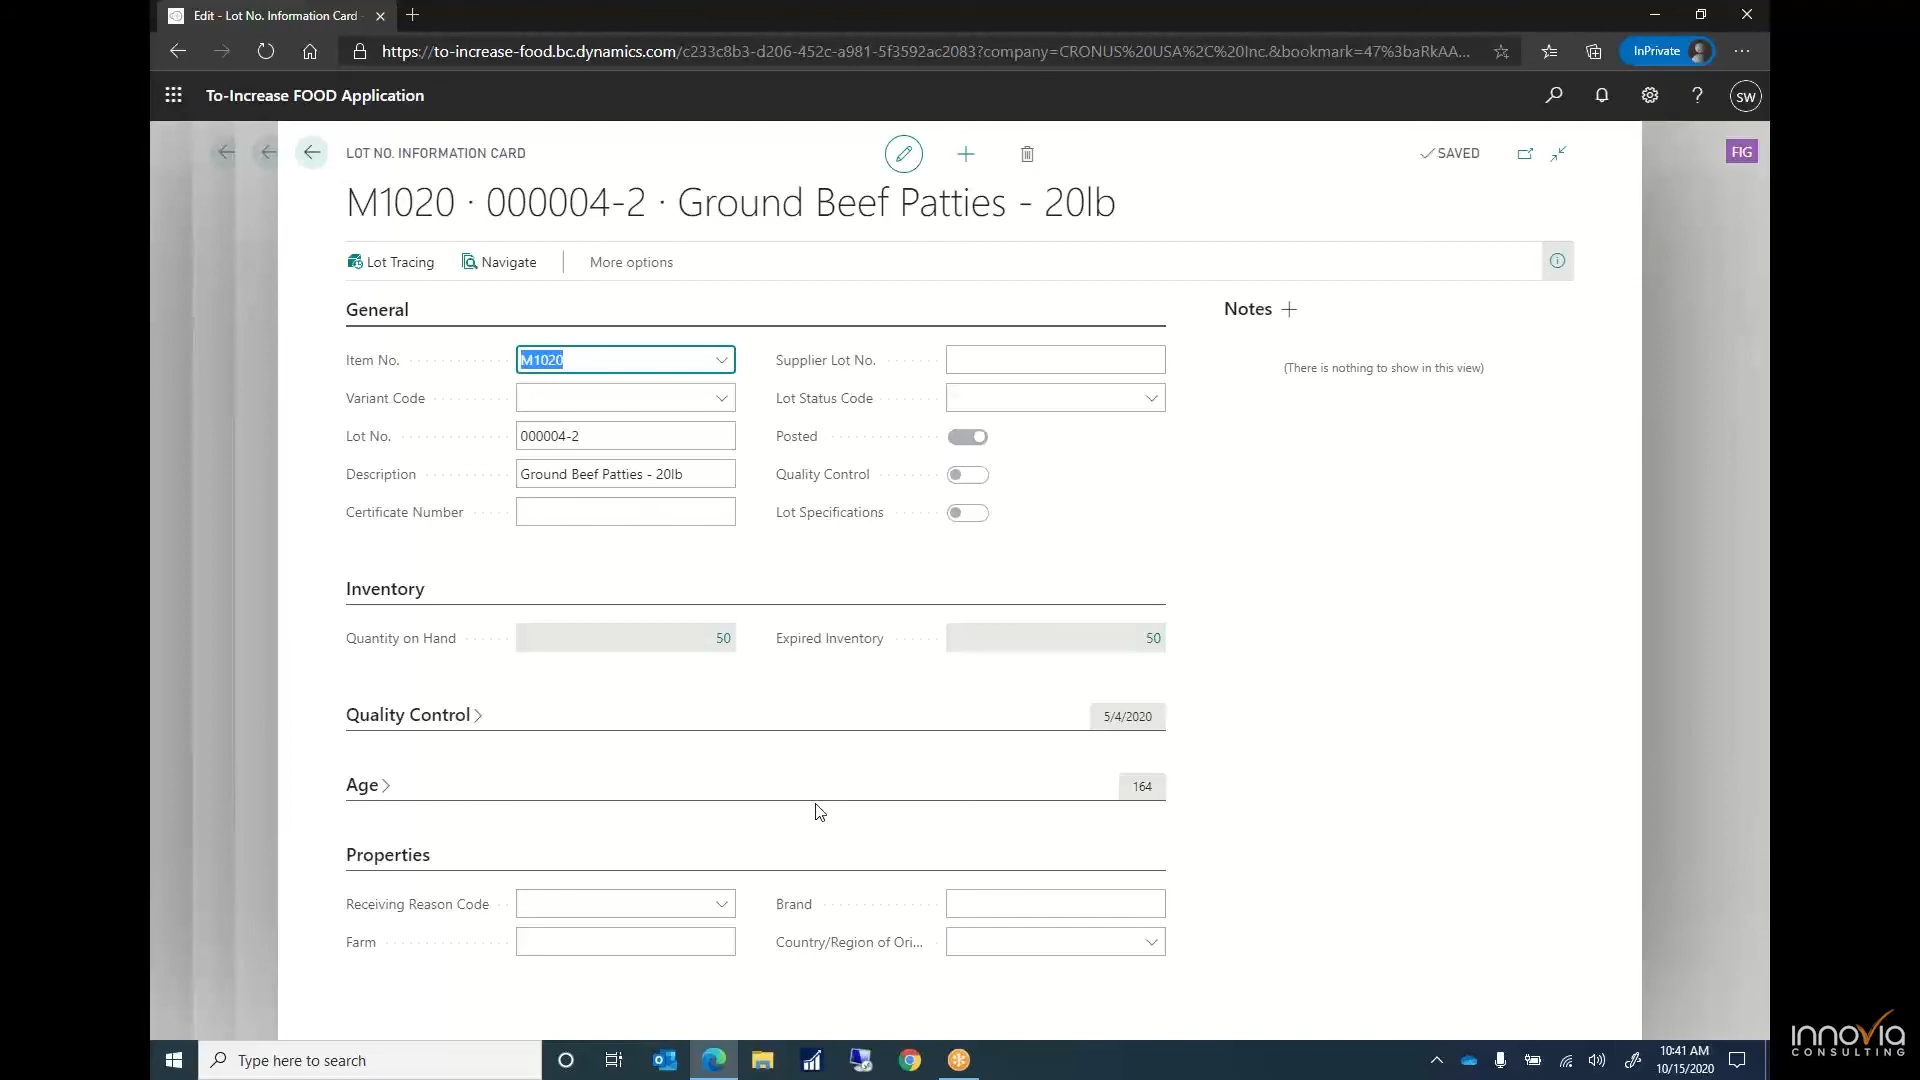 Edit - Lot No. Information Card
https://to-increase-food.bc.dynamics.com/c233c8b3-d206-452c-a981-5f3592ac2083?company=CRONUS%20USA%2C%20Inc.&bookmark=47%3baRkAA...
InPrivate
To-Increase FOOD Application
SW
LOT NO. INFORMATION CARD
SAVED
FIG
M1020 · 000004-2 · Ground Beef Patties - 20lb
Lot Tracing
Navigate
More options
General
Notes
Item No.
M1020
Supplier Lot No.
(There is nothing to show in this view)
Variant Code
Lot Status Code
Lot No.
000004-2
Posted
Description
Ground Beef Patties - 20lb
Quality Control
Certificate Number
Lot Specifications
Inventory
Quantity on Hand
50
Expired Inventory
50
Quality Control
5/4/2020
Age
164
Properties
Receiving Reason Code
Brand
Farm
Country/Region of Ori...
innovia
CONSULTING
Type here to search
10:41 AM
10/15/2020